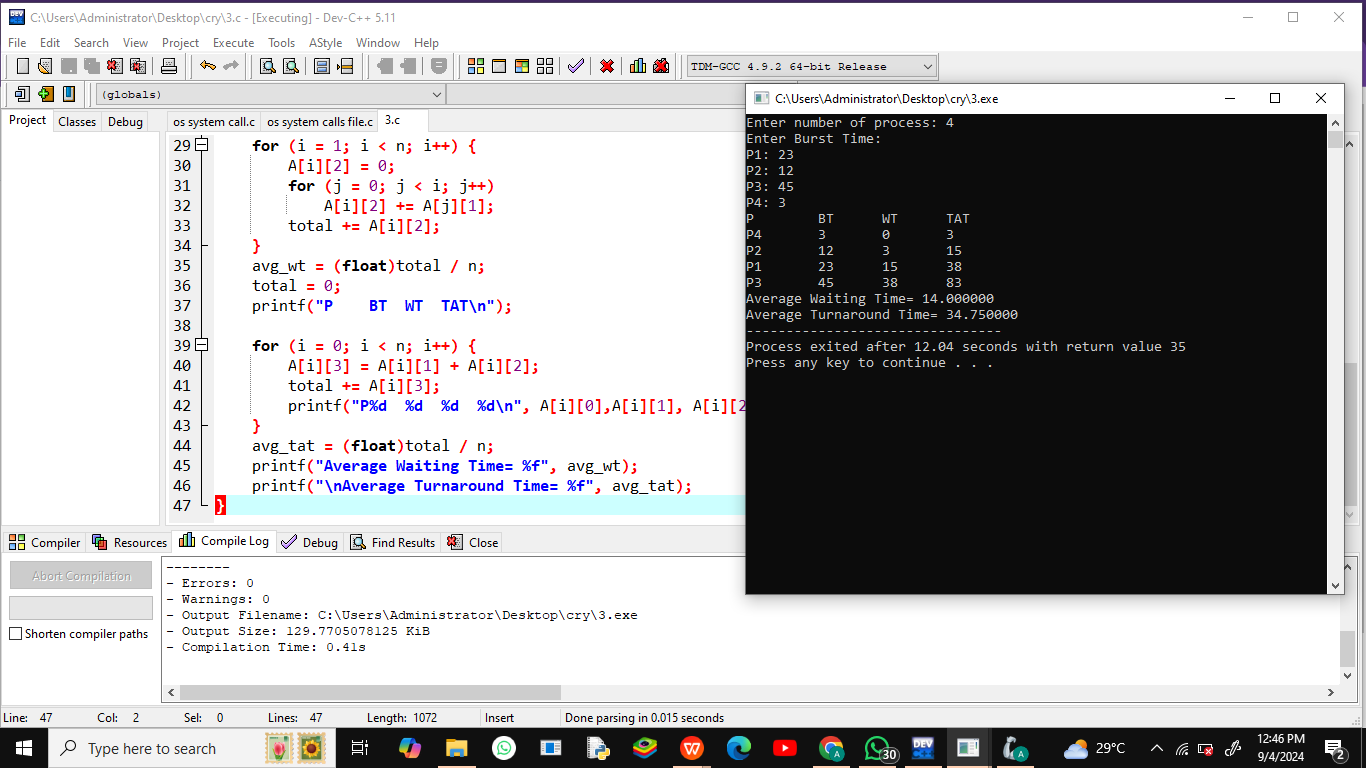 C:\Users\Administrator\Desktop\cry\3.c - [Executing] - Dev-C++ 5.11
File Edit Search View Project Execute Tools AStyle Window Help
TDM-GCC 4.9.2 64-bit Release
(globals)
Project Classes Debug
os system call.c os system calls file.c 3.c
29 for (i = 1; i < n; i++) {
30 A[i][2] = 0;
31 for (j = 0; j < i; j++)
32 A[i][2] += A[j][1];
33 total += A[i][2];
34 }
35 avg_wt = (float)total / n;
36 total = 0;
37 printf("P    BT  WT  TAT\n");
38
39 for (i = 0; i < n; i++) {
40 A[i][3] = A[i][1] + A[i][2];
41 total += A[i][3];
42 printf("P%d  %d  %d  %d\n", A[i][0],A[i][1], A[i][2
43 }
44 avg_tat = (float)total / n;
45 printf("Average Waiting Time= %f", avg_wt);
46 printf("\nAverage Turnaround Time= %f", avg_tat);
47 }
C:\Users\Administrator\Desktop\cry\3.exe
Enter number of process: 4
Enter Burst Time:
P1: 23
P2: 12
P3: 45
P4: 3
P BT WT TAT
P4 3 0 3
P2 12 3 15
P1 23 15 38
P3 45 38 83
Average Waiting Time= 14.000000
Average Turnaround Time= 34.750000
--------------------------------
Process exited after 12.04 seconds with return value 35
Press any key to continue . . .
Compiler Resources Compile Log Debug Find Results Close
Abort Compilation
Shorten compiler paths
--------
- Errors: 0
- Warnings: 0
- Output Filename: C:\Users\Administrator\Desktop\cry\3.exe
- Output Size: 129.7705078125 KiB
- Compilation Time: 0.41s
Line: 47 Col: 2 Sel: 0 Lines: 47 Length: 1072 Insert Done parsing in 0.015 seconds
Type here to search
30
DEV
29°C
12:46 PM
9/4/2024
2